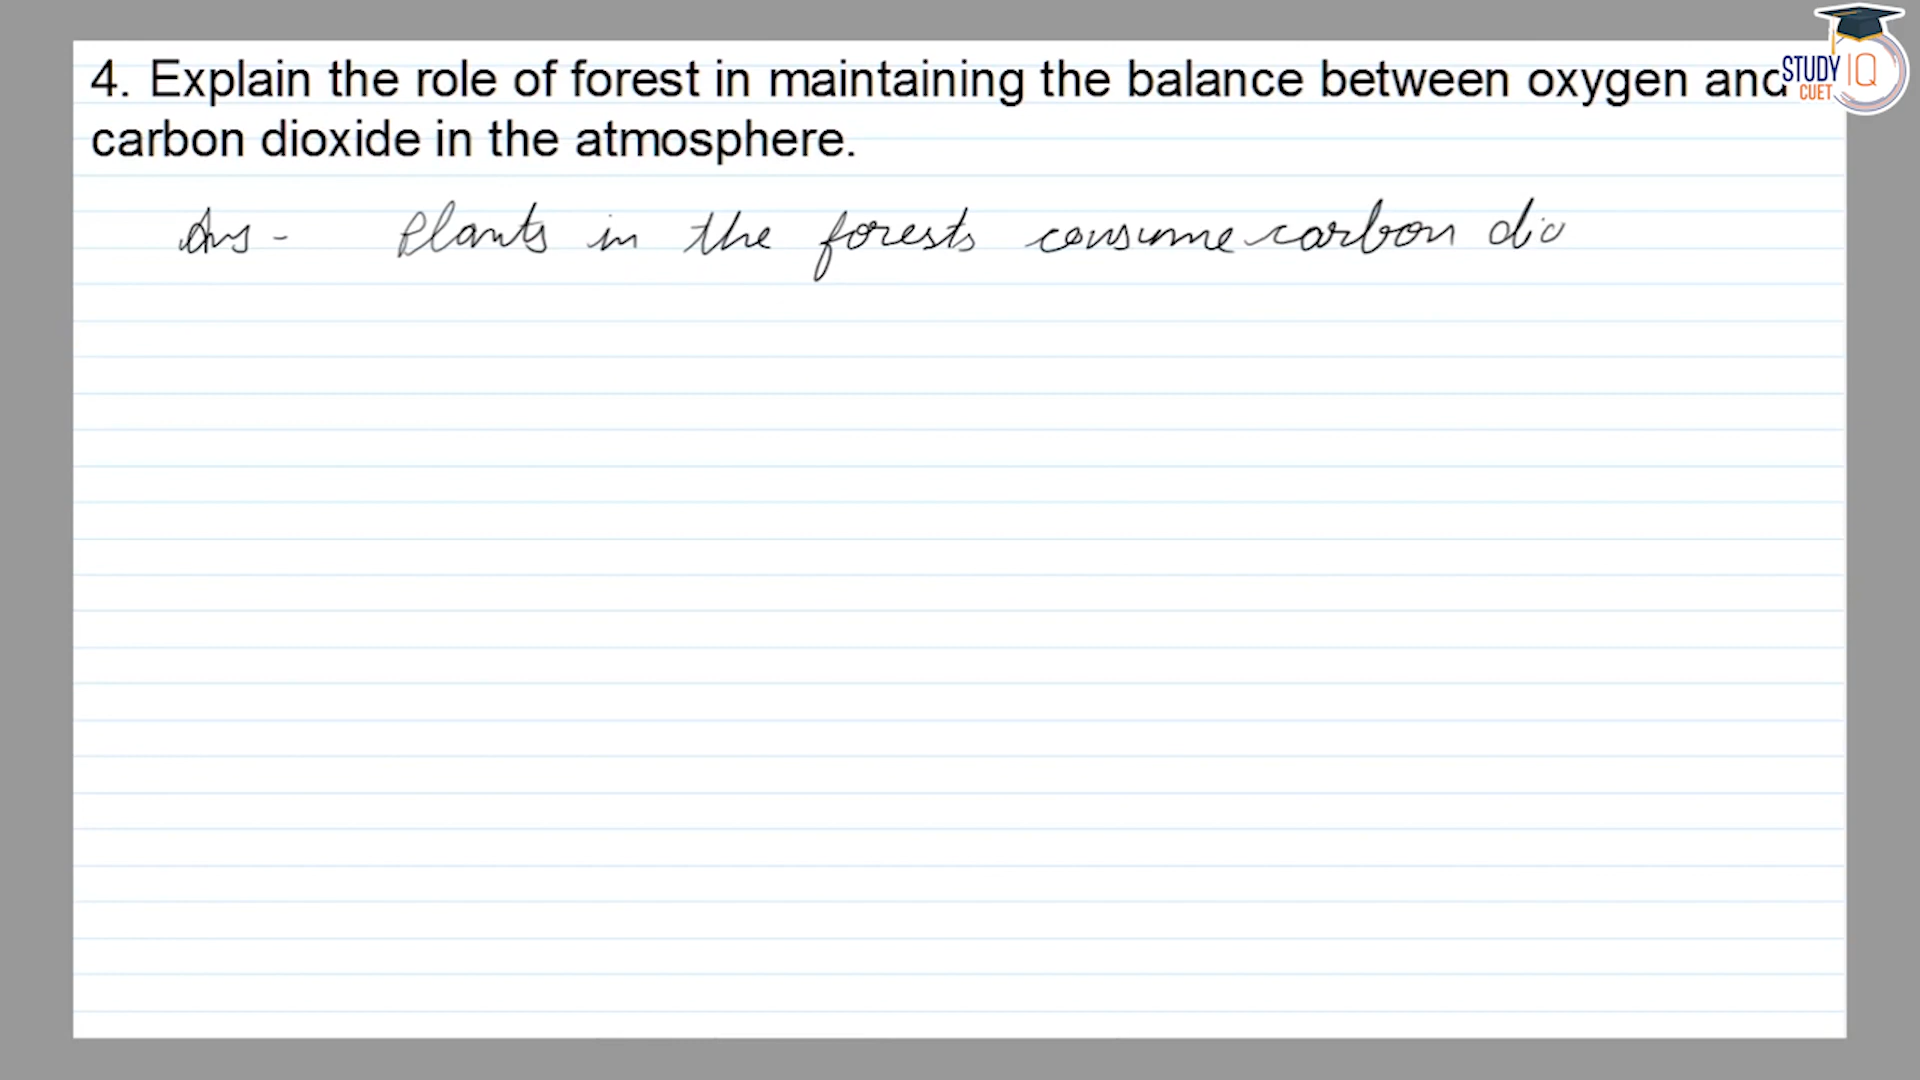 4. Explain the role of forest in maintaining the balance between oxygen and
carbon dioxide in the atmosphere.
Ans - Plants in the forests consume carbon dio
STUDY IQ
CUET